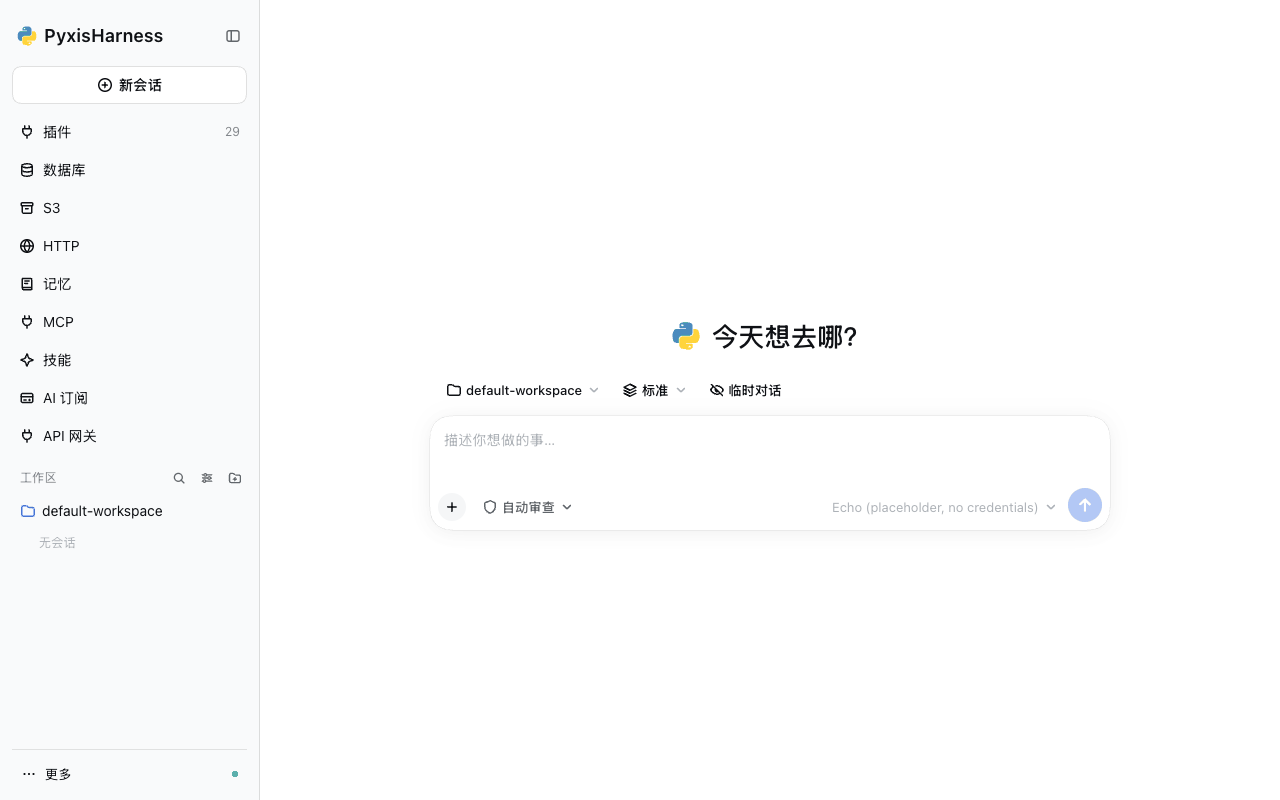 PyxisHarness
新会话
插件 29
数据库
S3
HTTP
记忆
MCP
技能
AI 订阅
API 网关
工作区
default-workspace
无会话
更多
今天想去哪?
default-workspace 标准 临时对话
描述你想做的事...
自动审查 Echo (placeholder, no credentials)